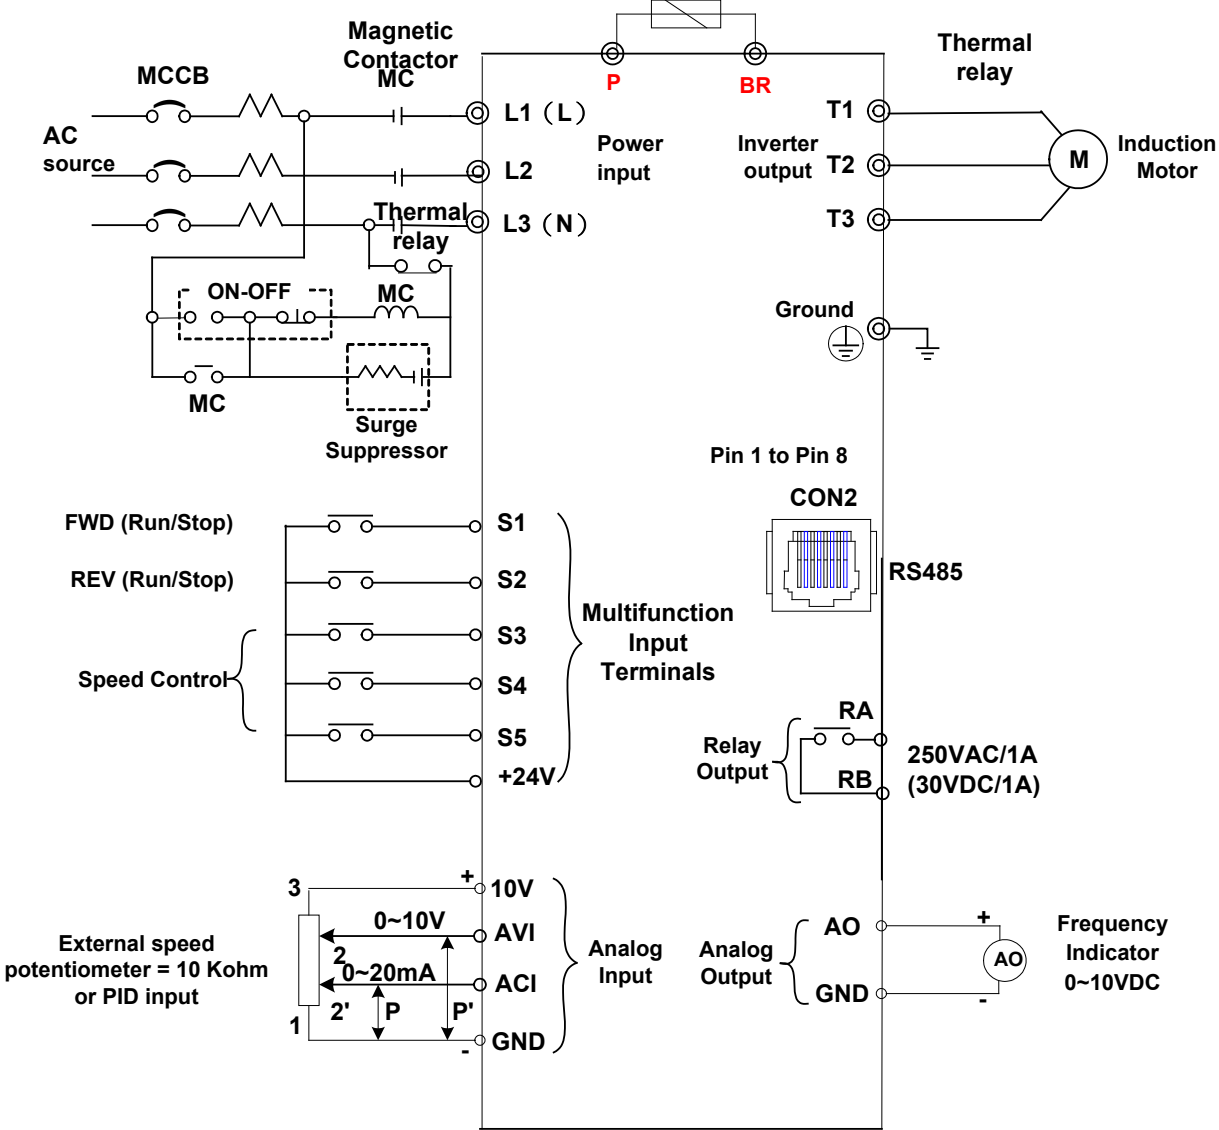 Magnetic
Contactor
MC
MCCB
AC
source
L1（L）
L2
L3（N）
Thermal
relay
ON-OFF
MC
MC
Surge
Suppressor
P
BR
Power
input
Inverter
output
T1
T2
T3
Thermal
relay
M
Induction
Motor
Ground
Pin 1 to Pin 8
CON2
RS485
FWD (Run/Stop)
REV (Run/Stop)
Speed Control
S1
S2
S3
S4
S5
+24V
Multifunction
Input
Terminals
RA
Relay
Output
RB
250VAC/1A
(30VDC/1A)
3
+
10V
0~10V
AVI
2
0~20mA
ACI
2'
P
P'
1
-
GND
External speed
potentiometer = 10 Kohm
or PID input
Analog
Input
Analog
Output
AO
GND
+
AO
-
Frequency
Indicator
0~10VDC